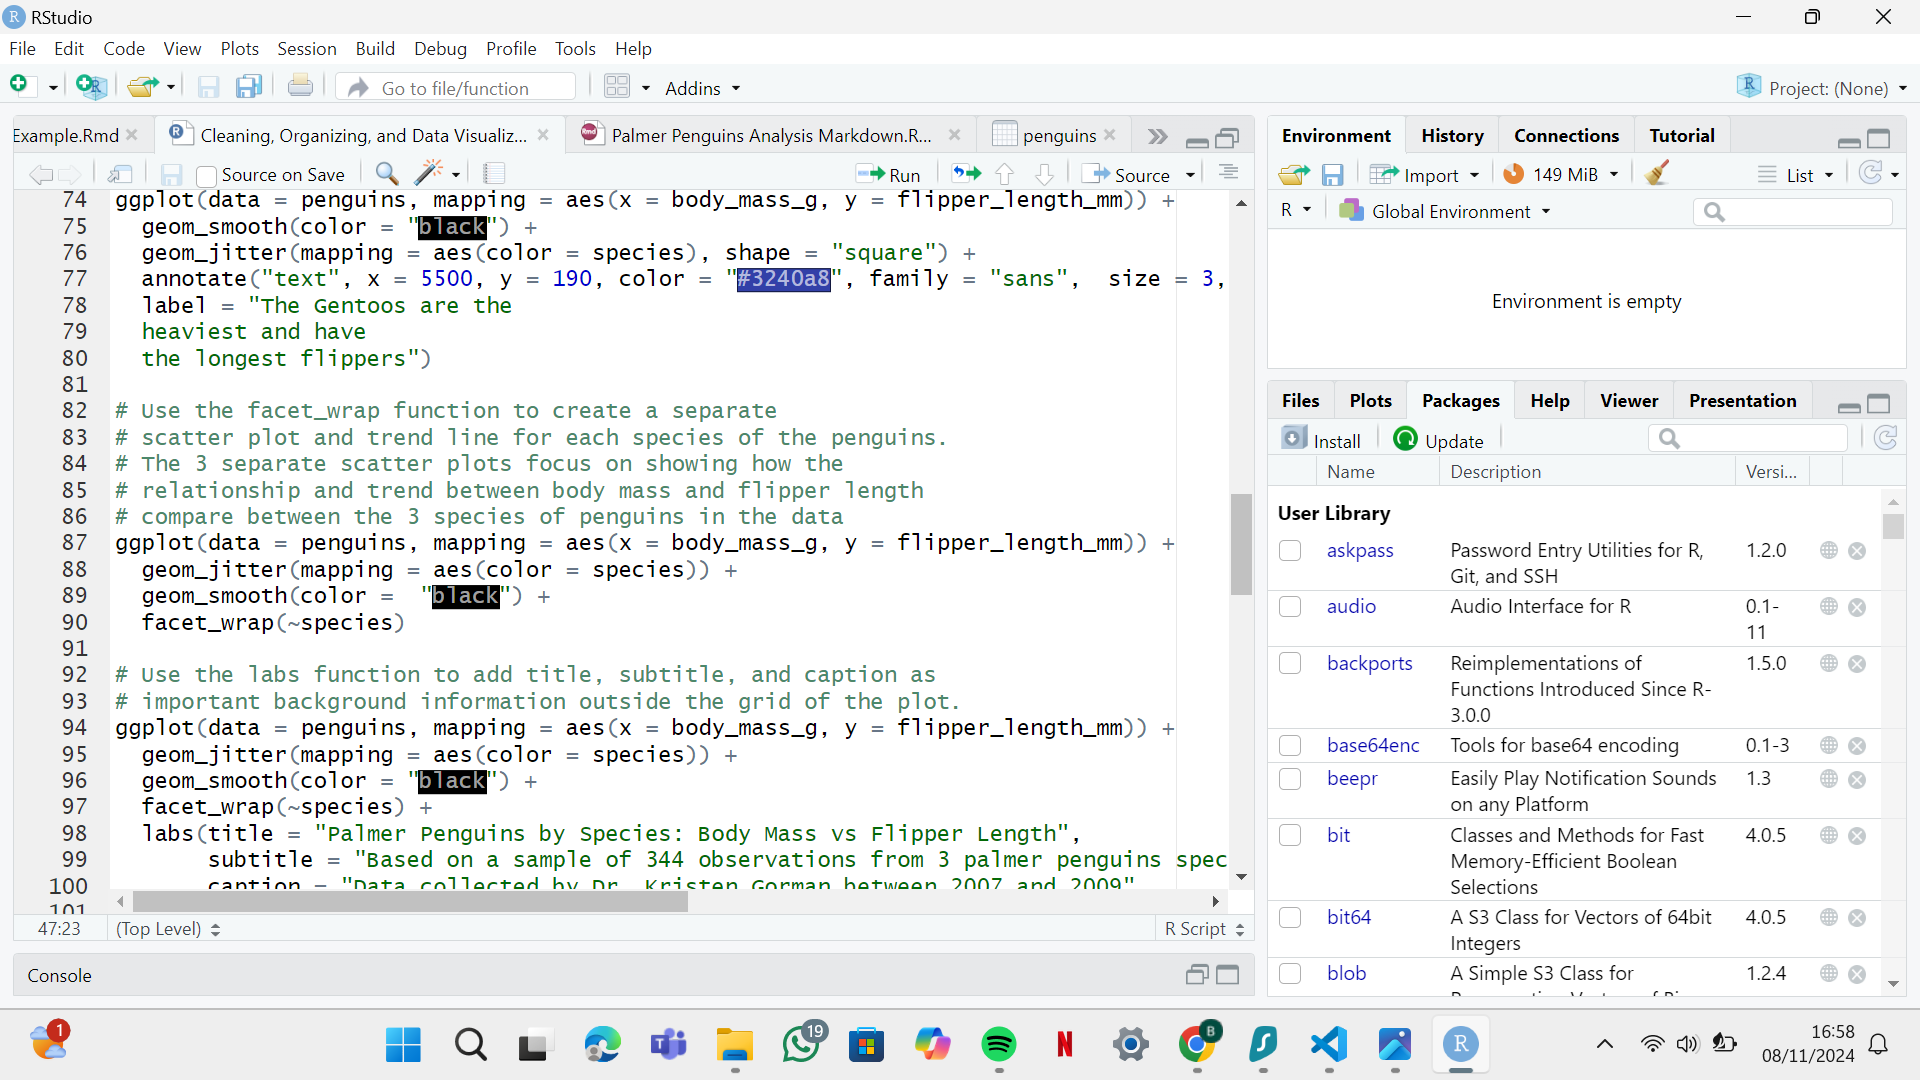 RStudio
File Edit Code View Plots Session Build Debug Profile Tools Help
Go to file/function Addins Project: (None)
Example.Rmd Cleaning, Organizing, and Data Visualiz... Palmer Penguins Analysis Markdown.R... penguins
Source on Save Run Source
74 ggplot(data = penguins, mapping = aes(x = body_mass_g, y = flipper_length_mm)) +
75 geom_smooth(color = "black") +
76 geom_jitter(mapping = aes(color = species), shape = "square") +
77 annotate("text", x = 5500, y = 190, color = "#3240a8", family = "sans",  size = 3,
78 label = "The Gentoos are the
79 heaviest and have
80 the longest flippers")
81
82 # Use the facet_wrap function to create a separate
83 # scatter plot and trend line for each species of the penguins.
84 # The 3 separate scatter plots focus on showing how the
85 # relationship and trend between body mass and flipper length
86 # compare between the 3 species of penguins in the data
87 ggplot(data = penguins, mapping = aes(x = body_mass_g, y = flipper_length_mm)) +
88 geom_jitter(mapping = aes(color = species)) +
89 geom_smooth(color =  "black") +
90 facet_wrap(~species)
91
92 # Use the labs function to add title, subtitle, and caption as
93 # important background information outside the grid of the plot.
94 ggplot(data = penguins, mapping = aes(x = body_mass_g, y = flipper_length_mm)) +
95 geom_jitter(mapping = aes(color = species)) +
96 geom_smooth(color = "black") +
97 facet_wrap(~species) +
98 labs(title = "Palmer Penguins by Species: Body Mass vs Flipper Length",
99 subtitle = "Based on a sample of 344 observations from 3 palmer penguins spec
100 caption = "Data collected by Dr. Kristen Gorman between 2007 and 2009"
101
47:23 (Top Level) R Script
Console
Environment History Connections Tutorial
Import 149 MiB List
R Global Environment
Environment is empty
Files Plots Packages Help Viewer Presentation
Install Update
Name Description Versi...
User Library
askpass Password Entry Utilities for R, 1.2.0
Git, and SSH
audio Audio Interface for R 0.1-
11
backports Reimplementations of 1.5.0
Functions Introduced Since R-
3.0.0
base64enc Tools for base64 encoding 0.1-3
beepr Easily Play Notification Sounds 1.3
on any Platform
bit Classes and Methods for Fast 4.0.5
Memory-Efficient Boolean
Selections
bit64 A S3 Class for Vectors of 64bit 4.0.5
Integers
blob A Simple S3 Class for 1.2.4
1 19 B 16:58
08/11/2024